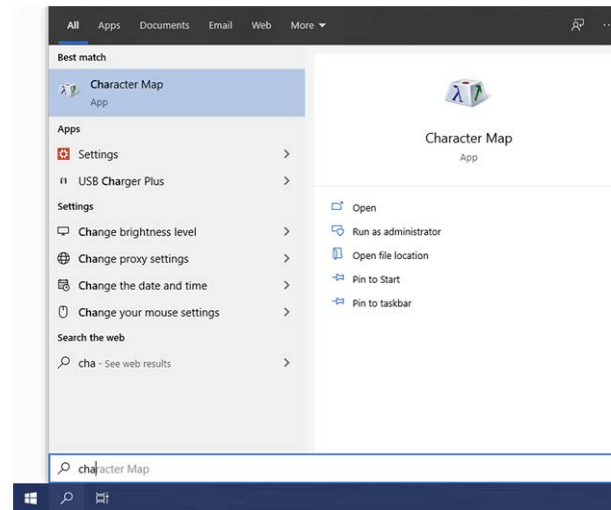 All Apps Documents Email Web More
Best match
Character Map
App
Apps
Settings
USB Charger Plus
Settings
Change brightness level
Change proxy settings
Change the date and time
Change your mouse settings
Search the web
cha - See web results
character Map
Character Map
App
Open
Run as administrator
Open file location
Pin to Start
Pin to taskbar